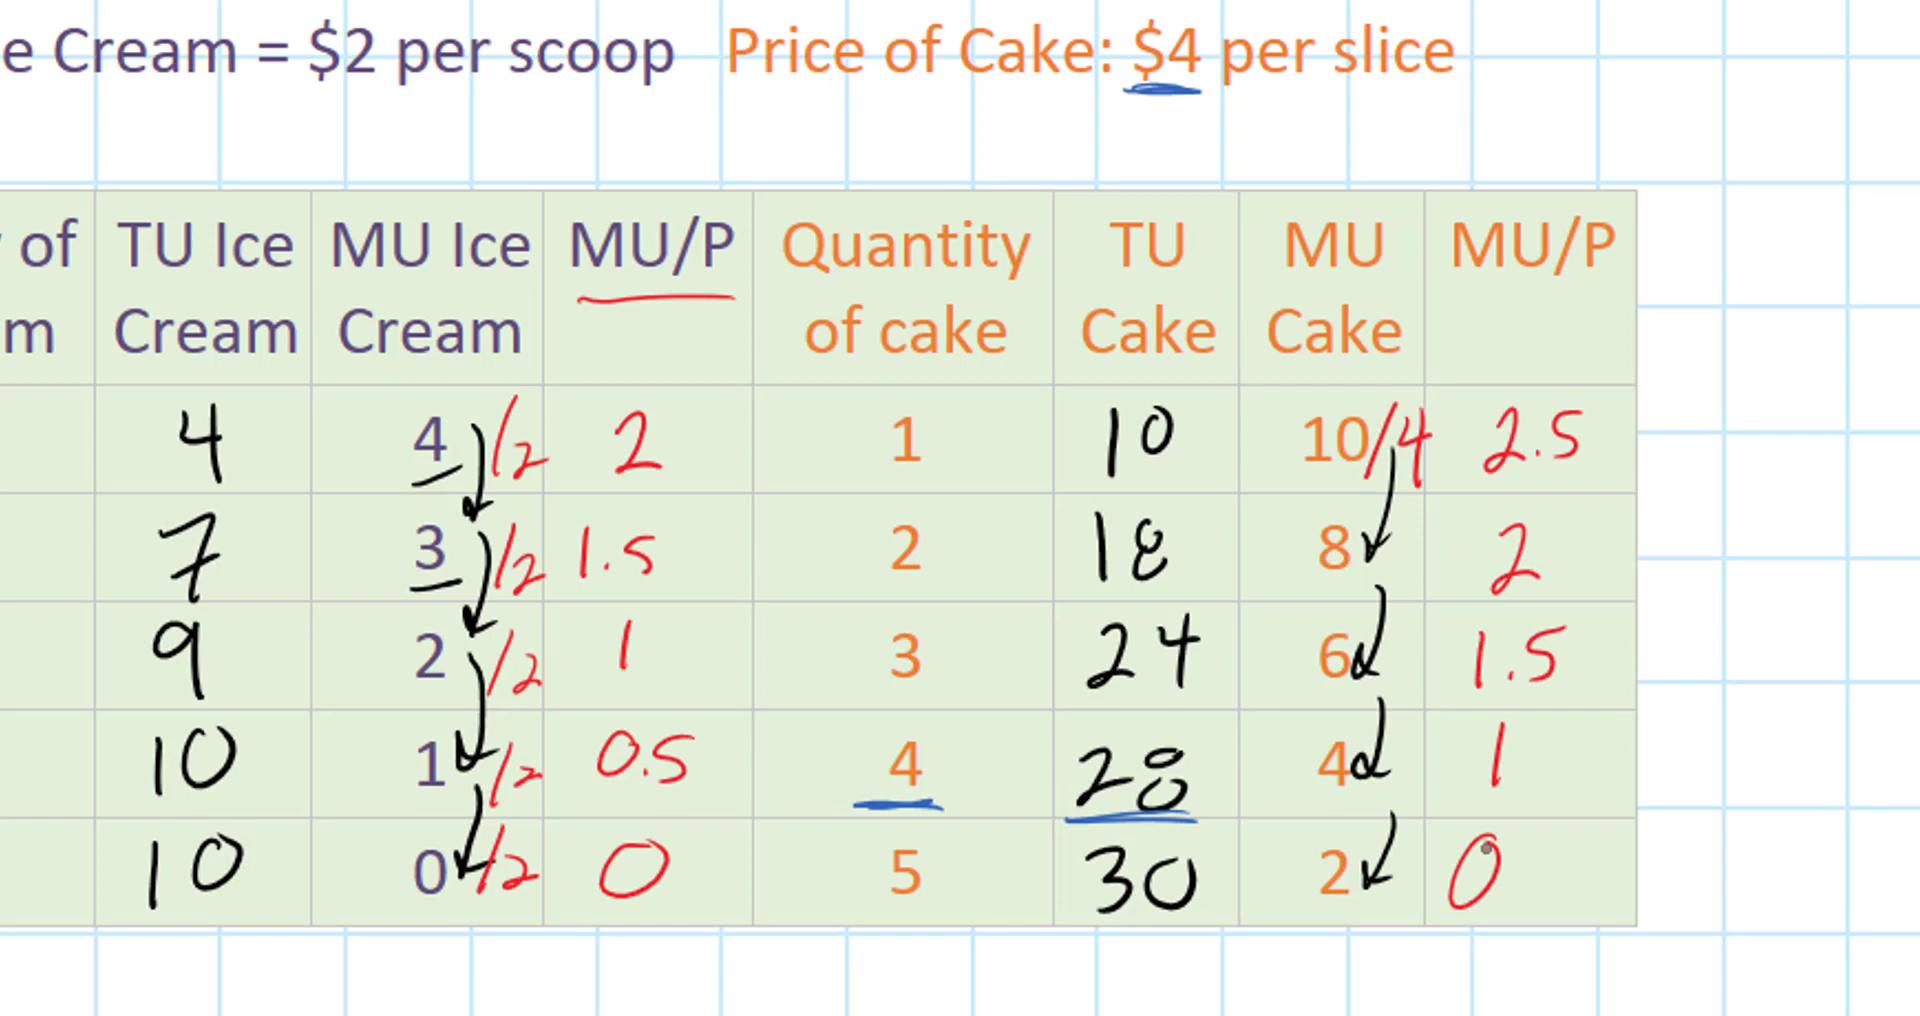 e Cream = $2 per scoop Price of Cake: $4 per slice
of TU Ice MU Ice MU/P Quantity TU MU MU/P
m Cream Cream of cake Cake Cake
4 4 /2 2 1 10 10 /4 2.5
7 3 /2 1.5 2 18 8 2
9 2 /2 1 3 24 6 1.5
10 1 /2 0.5 4 28 4 1
10 0 /2 0 5 30 2 0